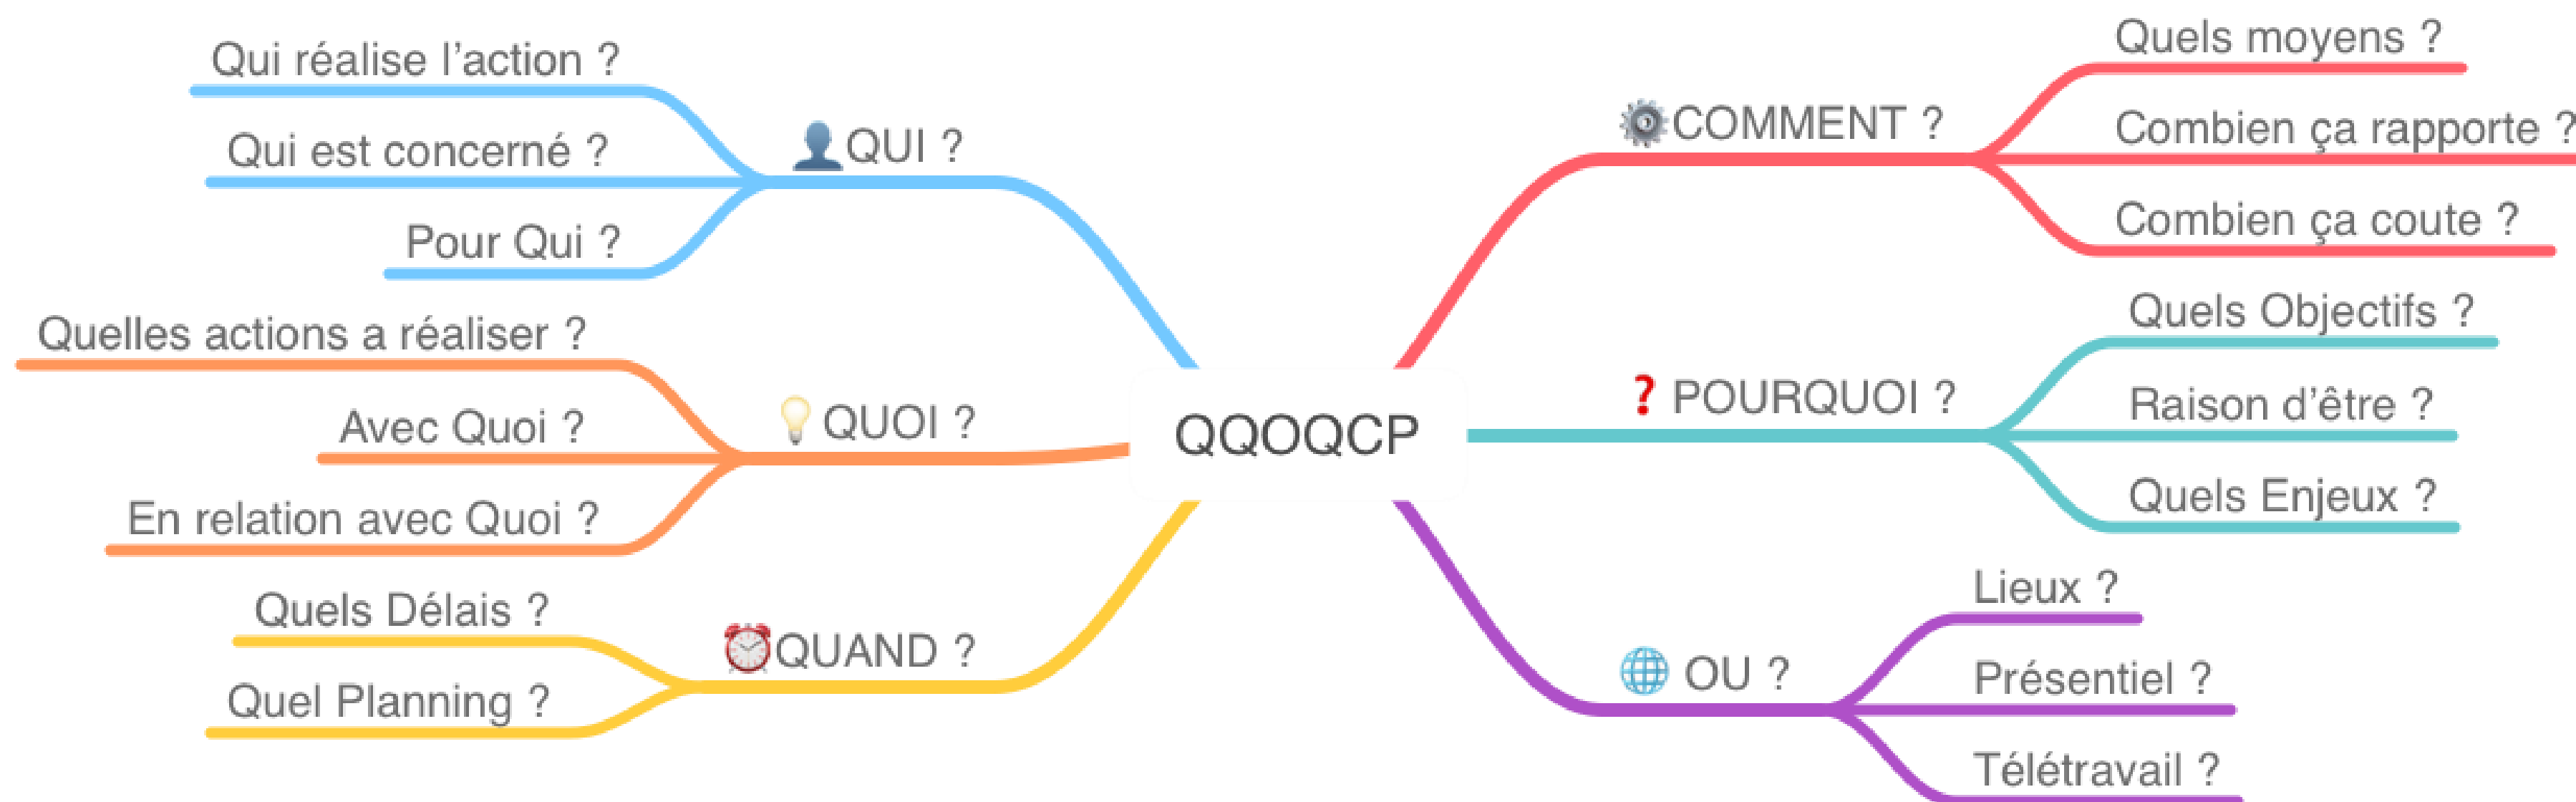 Qui réalise l’action ?
Qui est concerné ?
Pour Qui ?
QUI ?
Quelles actions a réaliser ?
Avec Quoi ?
En relation avec Quoi ?
QUOI ?
Quels Délais ?
Quel Planning ?
QUAND ?
QQOQCP
COMMENT ?
Quels moyens ?
Combien ça rapporte ?
Combien ça coute ?
❓ POURQUOI ?
Quels Objectifs ?
Raison d’être ?
Quels Enjeux ?
OU ?
Lieux ?
Présentiel ?
Télétravail ?